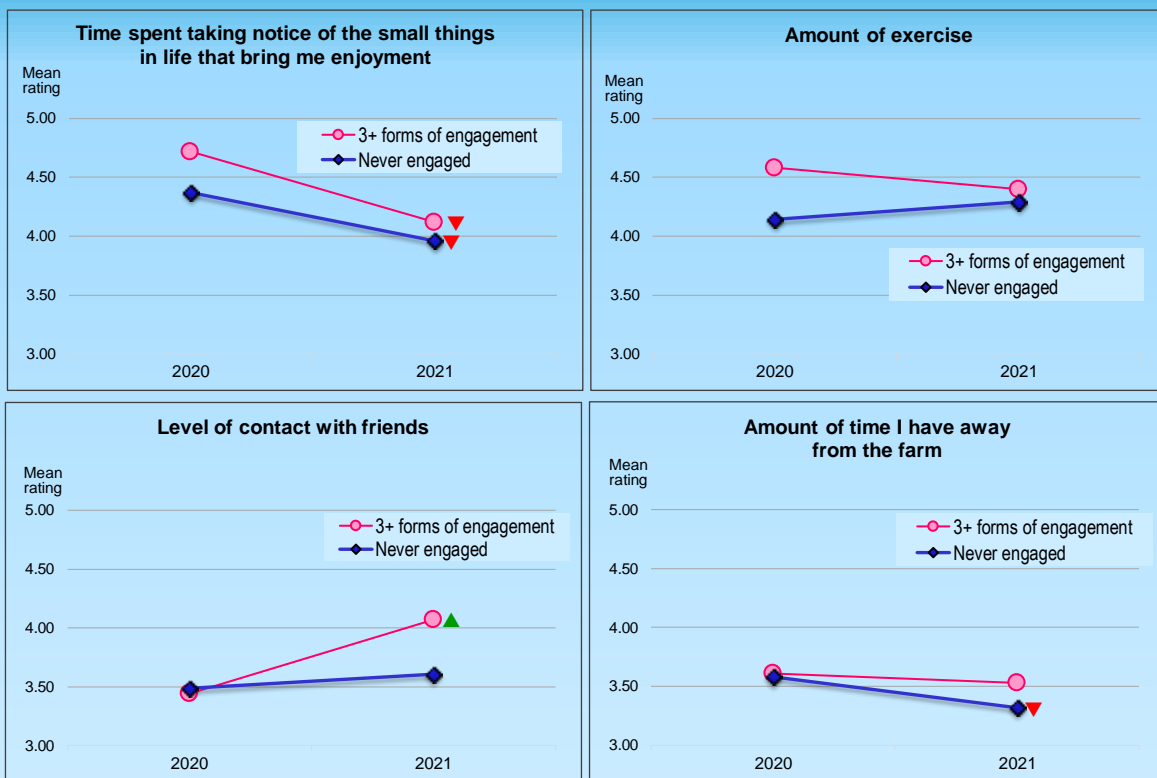 Time spent taking notice of the small things
in life that bring me enjoyment
Mean
rating
5.00
4.50
4.00
3.50
3.00
3+ forms of engagement
Never engaged
2020
2021
Amount of exercise
Mean
rating
5.00
4.50
4.00
3.50
3.00
3+ forms of engagement
Never engaged
2020
2021
Level of contact with friends
Mean
rating
5.00
4.50
4.00
3.50
3.00
3+ forms of engagement
Never engaged
2020
2021
Amount of time I have away
from the farm
Mean
rating
5.00
4.50
4.00
3.50
3.00
3+ forms of engagement
Never engaged
2020
2021